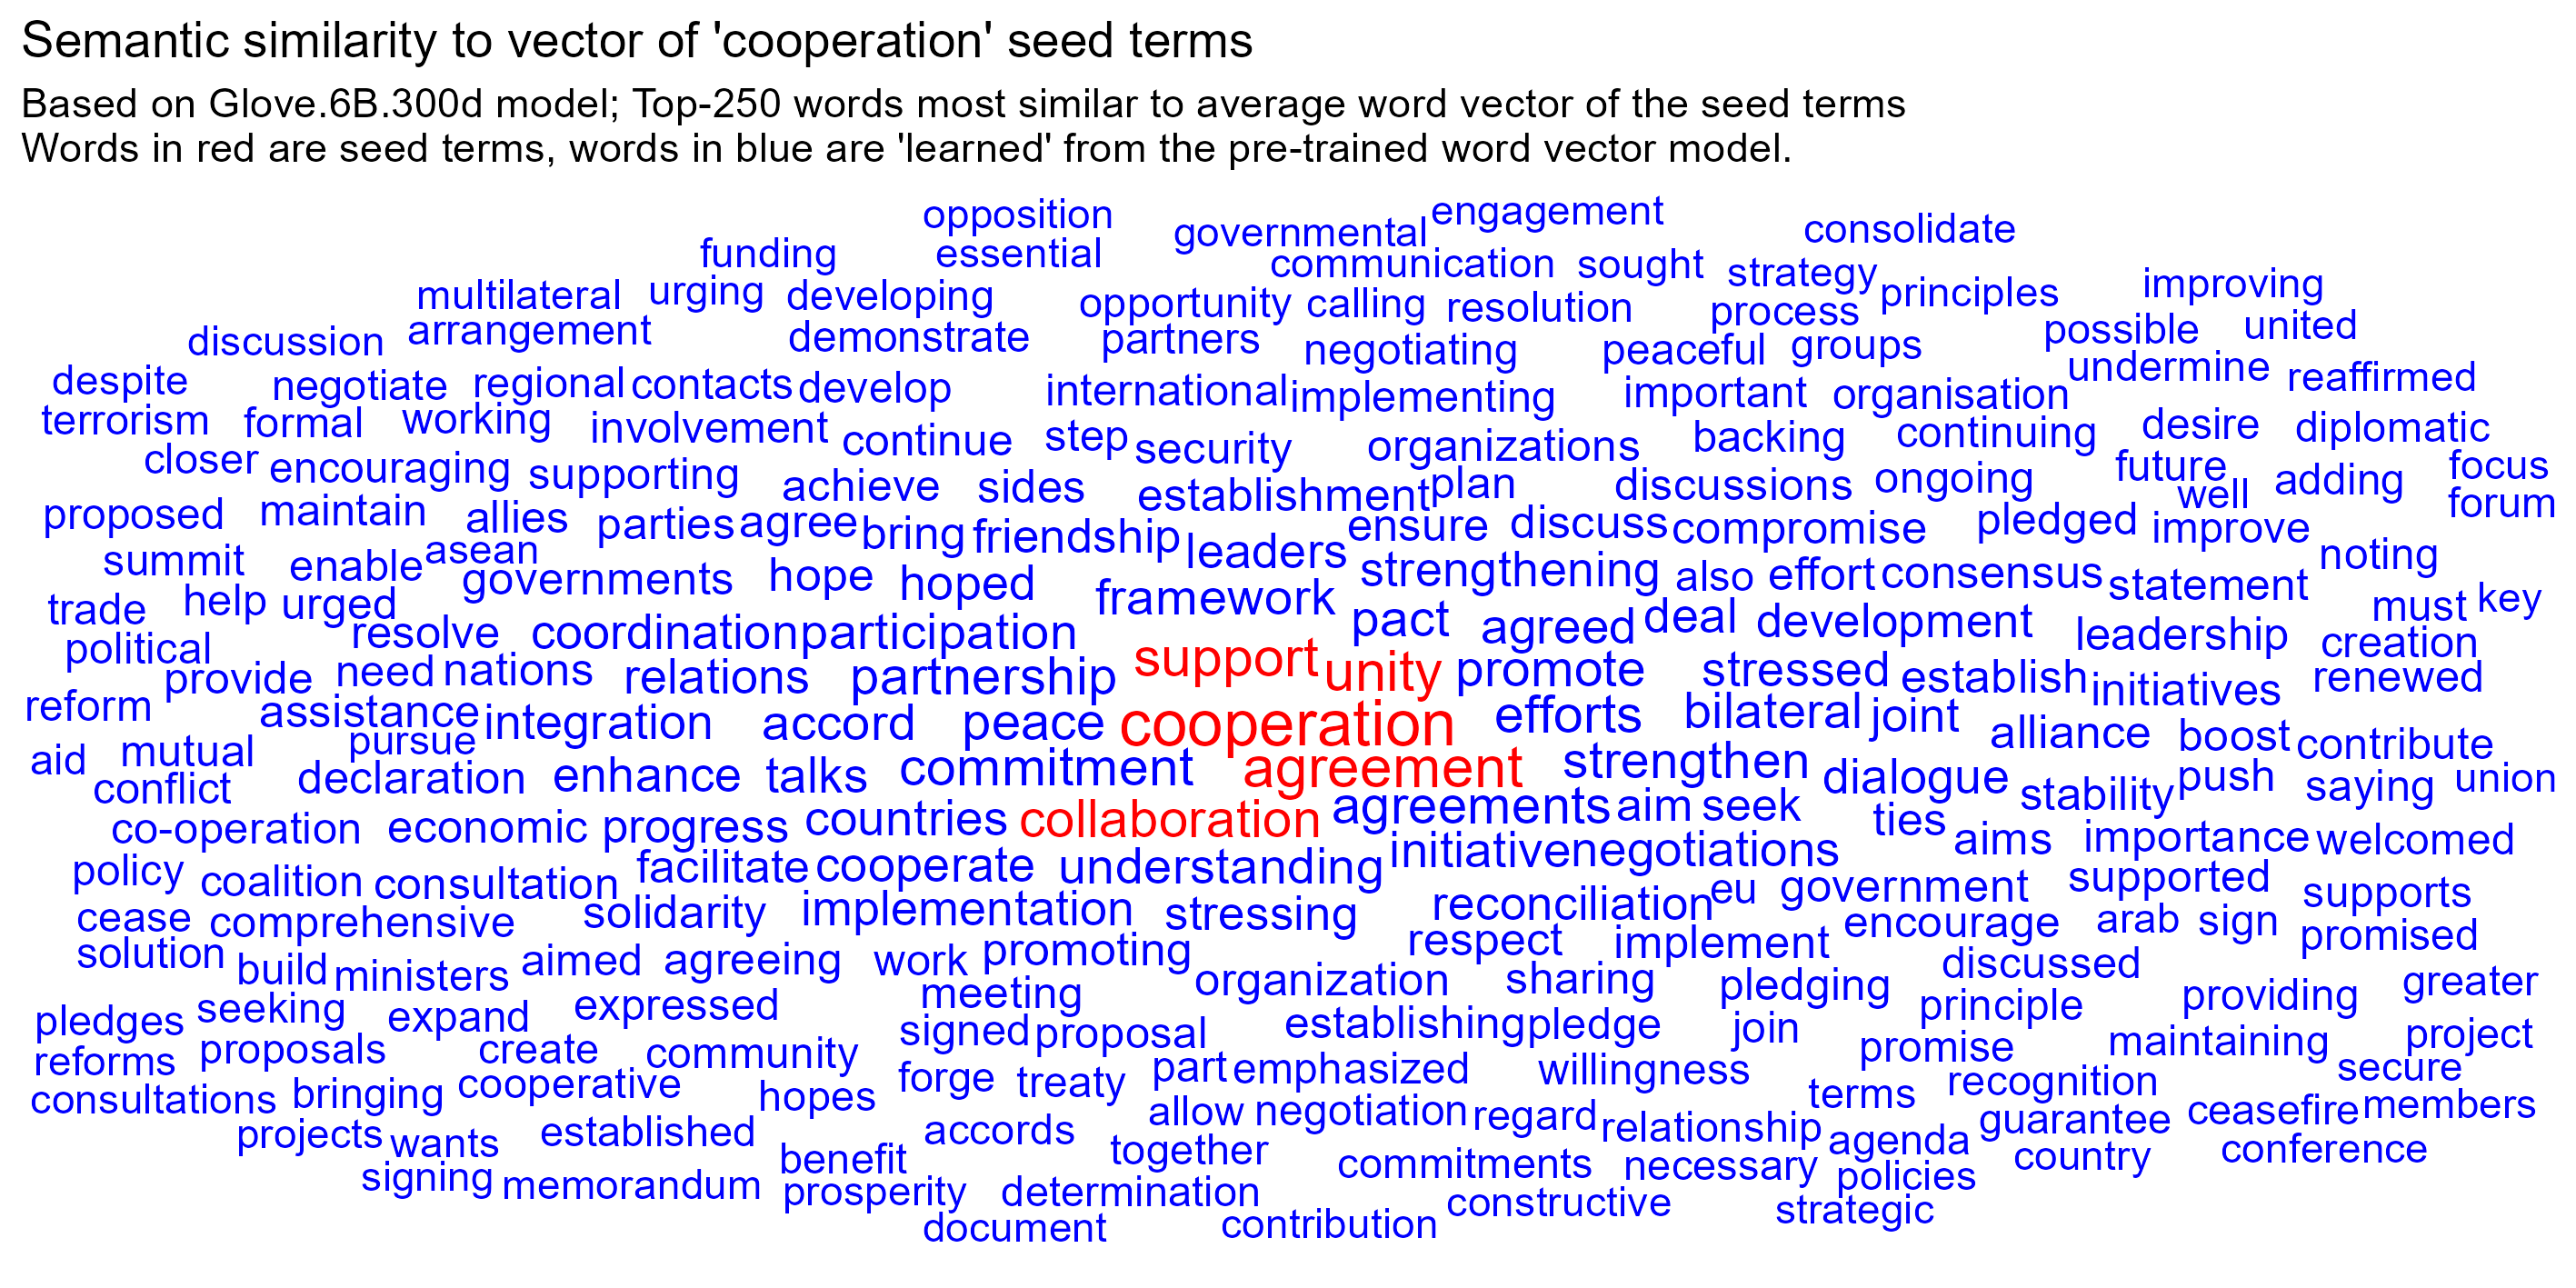 Semantic similarity to vector of 'cooperation' seed terms
Based on Glove.6B.300d model; Top-250 words most similar to average word vector of the seed terms
Words in red are seed terms, words in blue are 'learned' from the pre-trained word vector model.
opposition governmental engagement consolidate
funding essential communication sought strategy principles improving
multilateral urging developing opportunity calling resolution process possible united
discussion arrangement demonstrate partners negotiating peaceful groups undermine reaffirmed
despite negotiate regional contacts develop international implementing important organisation
terrorism formal working involvement continue step security organizations backing continuing desire diplomatic
closer encouraging supporting achieve sides establishment plan discussions ongoing future well adding focus
proposed maintain allies parties agree bring friendship leaders ensure discuss compromise pledged improve forum
summit enable asean governments hope hoped framework strengthening also effort consensus statement noting
trade help urged resolve coordination participation pact agreed deal development leadership must key
political provide need nations relations partnership support unity promote stressed establish initiatives creation renewed
reform assistance integration accord peace cooperation efforts bilateral joint alliance boost contribute
aid mutual pursue conflict declaration enhance talks commitment agreement strengthen dialogue stability push saying union
co-operation economic progress countries collaboration agreements aim seek ties aims importance welcomed
policy coalition consultation facilitate cooperate understanding initiative negotiations eu government supported supports
cease comprehensive solidarity implementation stressing reconciliation respect implement encourage arab sign promised
solution build ministers aimed agreeing work promoting organization sharing pledging discussed principle providing greater
pledges seeking expand expressed meeting signed proposal establishing pledge join promise maintaining project
reforms proposals create community part emphasized willingness terms recognition secure
consultations bringing cooperative hopes forge treaty allow negotiation regard relationship agenda guarantee ceasefire members
projects wants established benefit accords together commitments necessary policies country conference
signing memorandum prosperity determination constructive strategic
document contribution